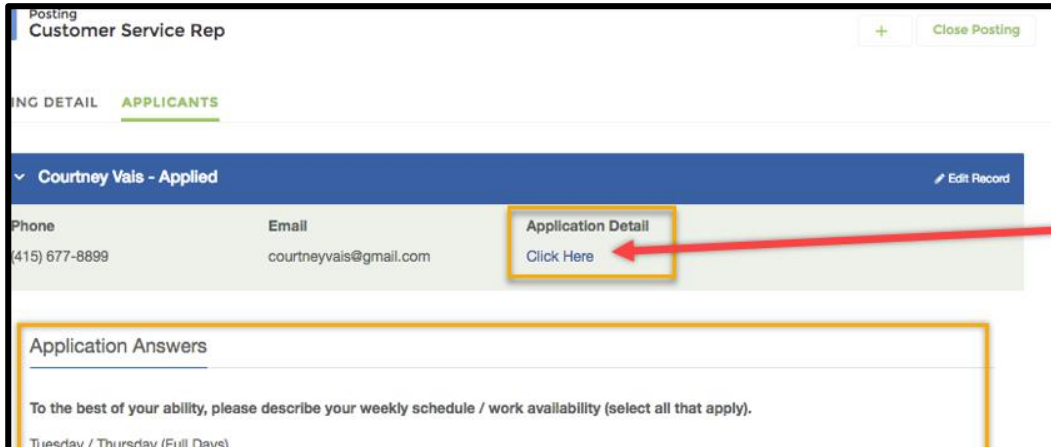 Posting
Customer Service Rep
+ Close Posting
ING DETAIL APPLICANTS
Courtney Vais - Applied Edit Record
Phone Email Application Detail
(415) 677-8899 courtneyvais@gmail.com Click Here
Application Answers
To the best of your ability, please describe your weekly schedule / work availability (select all that apply).
Tuesday / Thursday (Full Days)